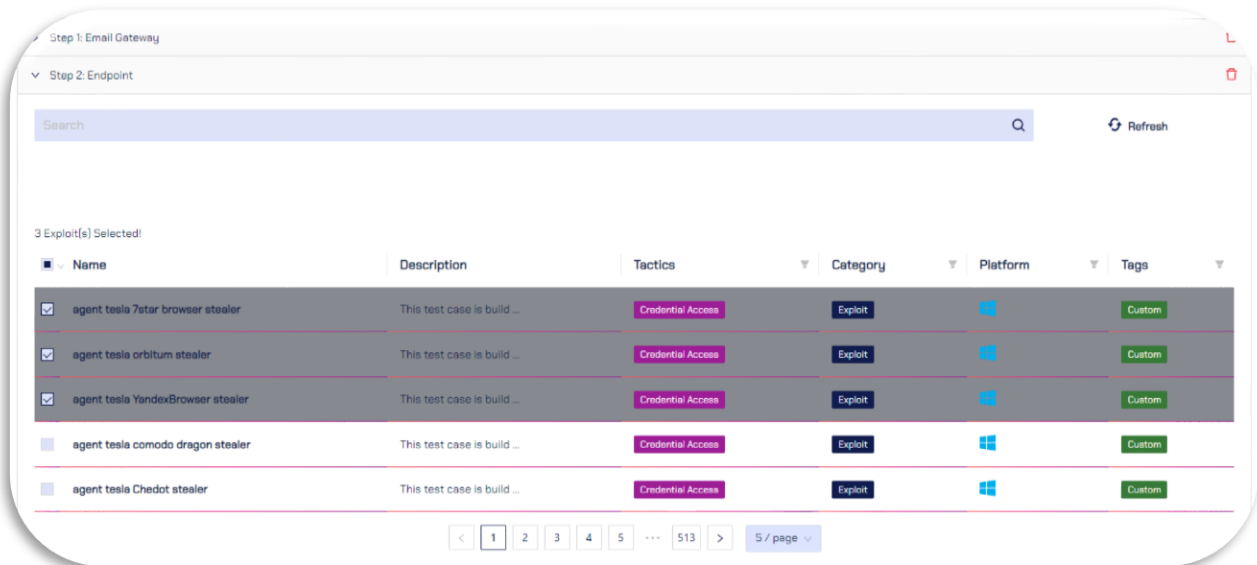 Step 1: Email Gateway
Step 2: Endpoint
Search
Refresh
3 Exploit(s) Selected!
Name Description Tactics Category Platform Tags
agent tesla 7star browser stealer This test case is build ... Credential Access Exploit Custom
agent tesla orbitum stealer This test case is build ... Credential Access Exploit Custom
agent tesla YandexBrowser stealer This test case is build ... Credential Access Exploit Custom
agent tesla comodo dragon stealer This test case is build ... Credential Access Exploit Custom
agent tesla Chedot stealer This test case is build ... Credential Access Exploit Custom
< 1 2 3 4 5 ... 513 > 5 / page